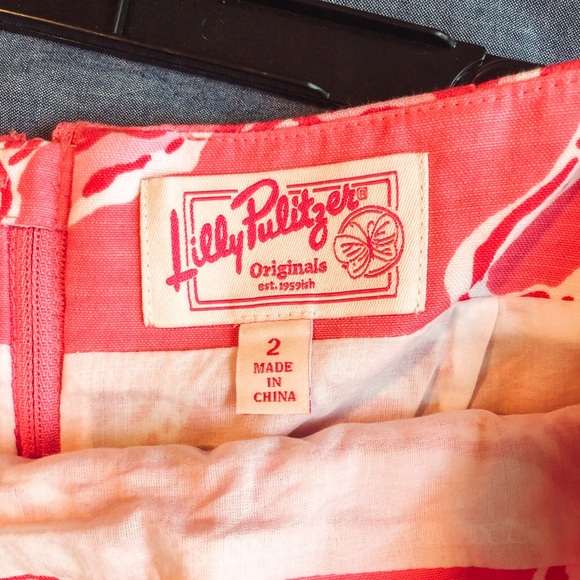 Lilly Pulitzer®
Originals
est. 1959ish
2
MADE
IN
CHINA